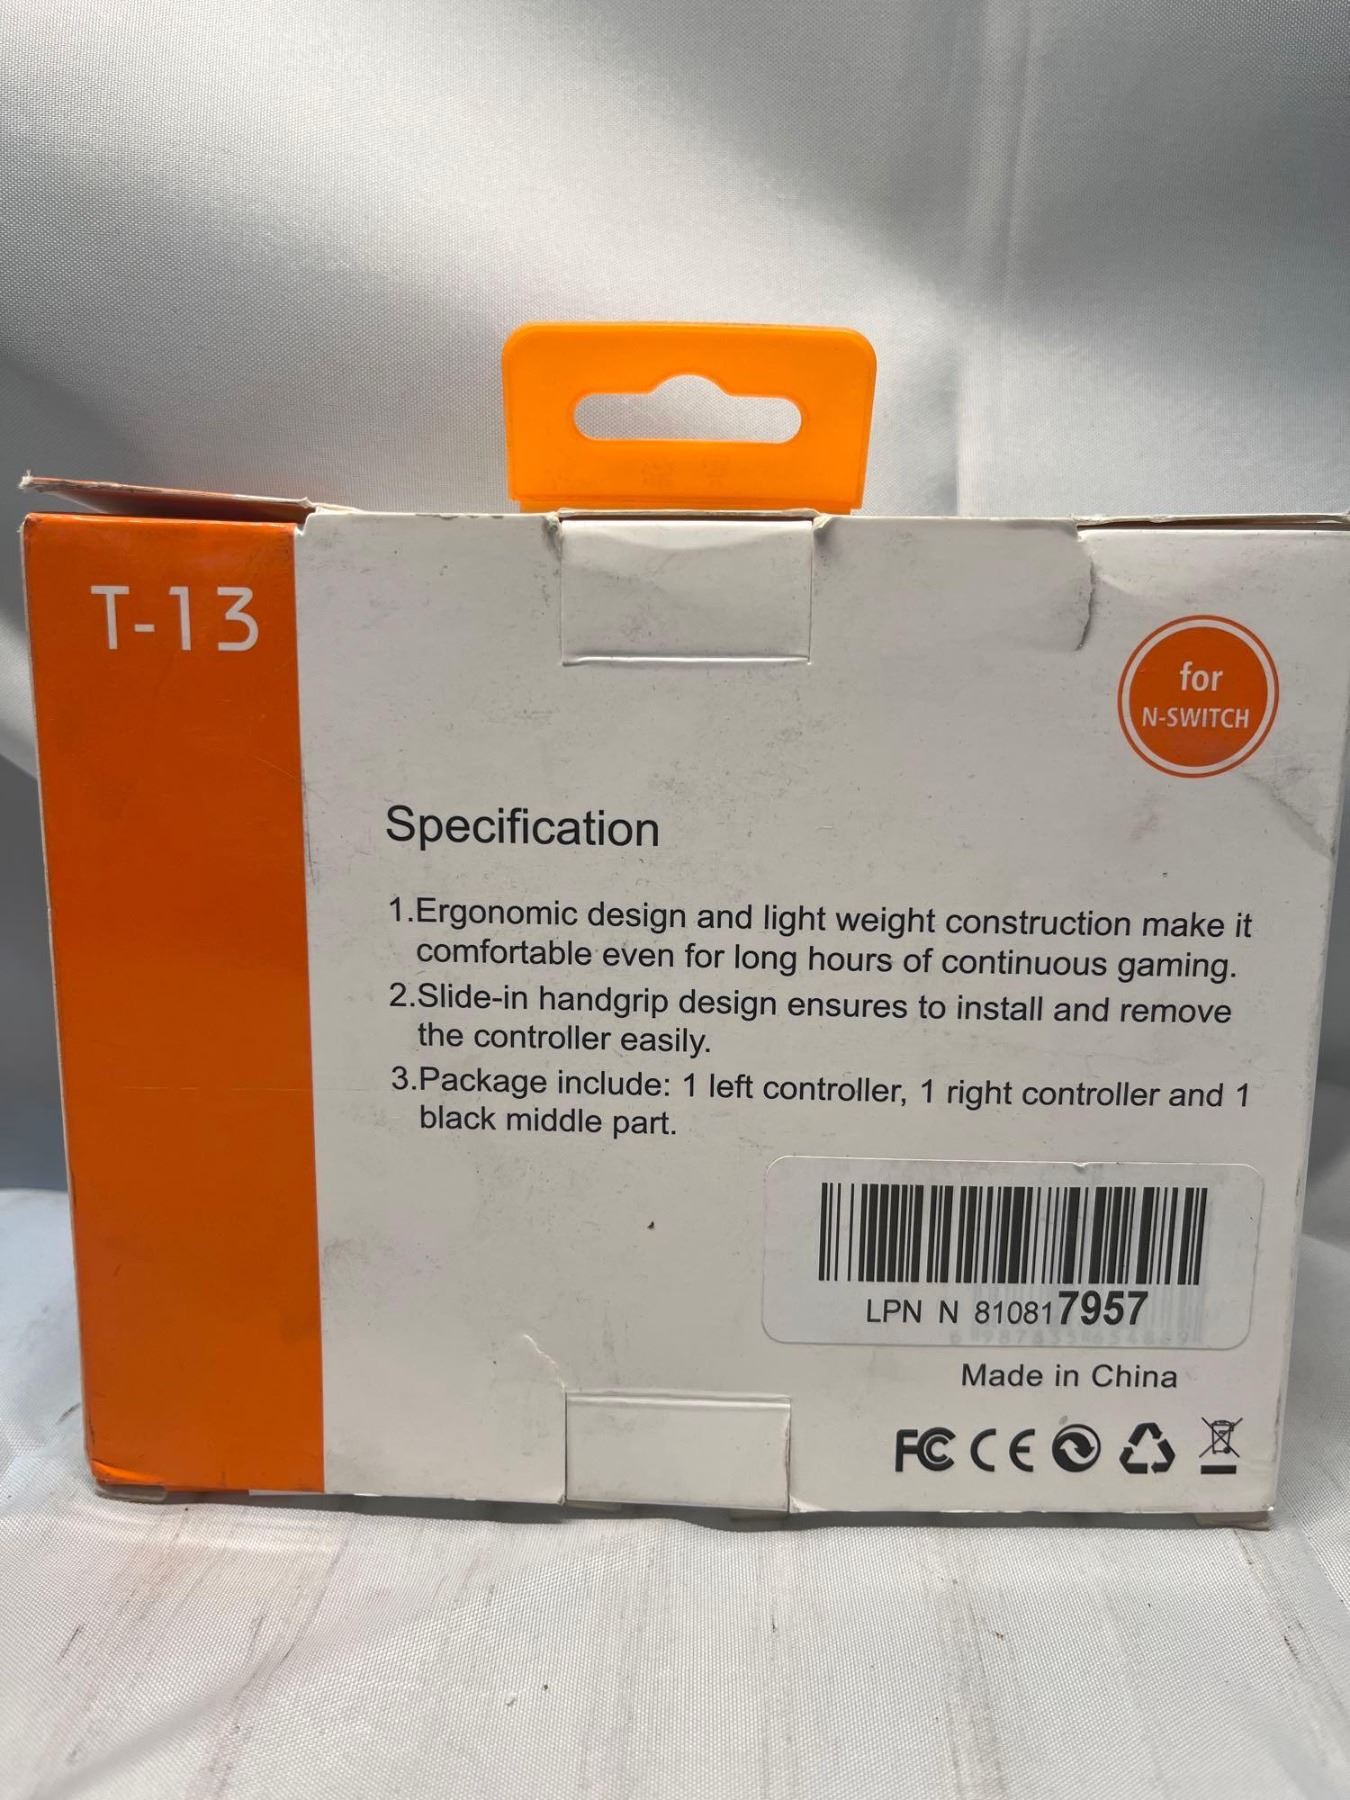 T-13
for
N-SWITCH
Specification
1.Ergonomic design and light weight construction make it
comfortable even for long hours of continuous gaming.
2.Slide-in handgrip design ensures to install and remove
the controller easily.
3.Package include: 1 left controller, 1 right controller and 1
black middle part.
LPN N 810817957
Made in China
FC CE